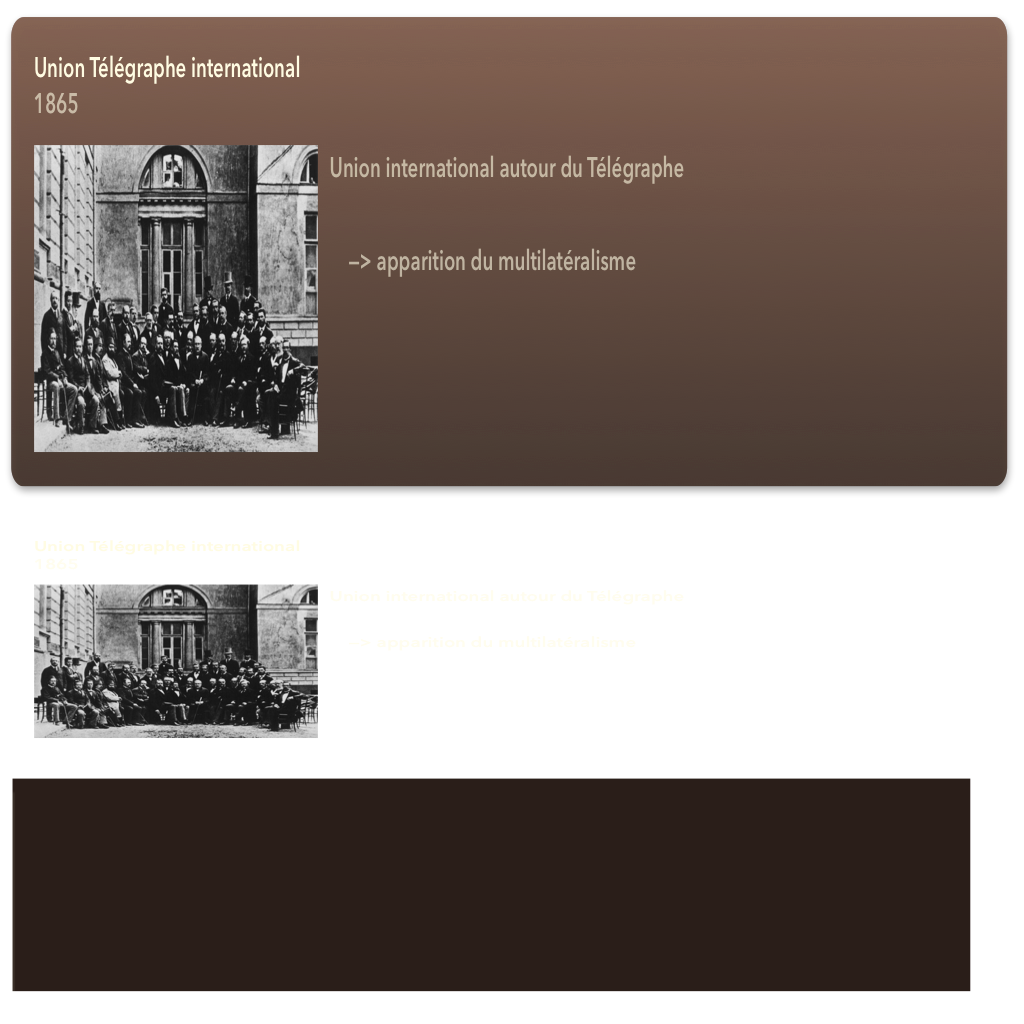 Union Télégraphe international
1865
Union international autour du Télégraphe
—> apparition du multilatéralisme
Union Télégraphe international
1865
Union international autour du Télégraphe
—> apparition du multilatéralisme